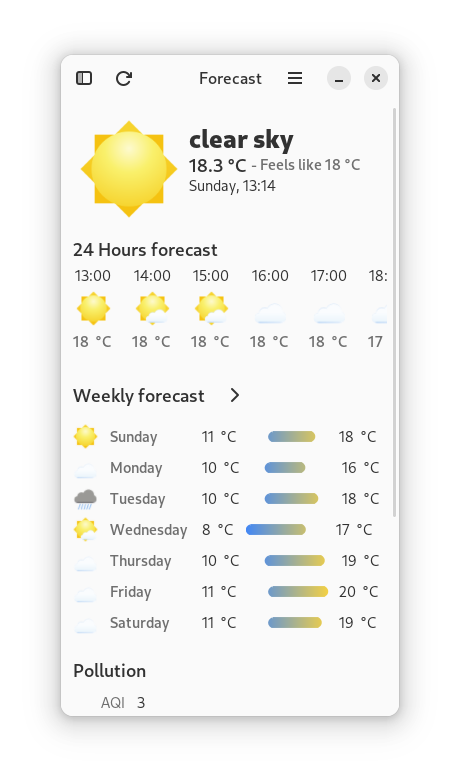 Forecast
clear sky
18.3 °C - Feels like 18 °C
Sunday, 13:14
24 Hours forecast
13:00 14:00 15:00 16:00 17:00 18:
18 °C 18 °C 18 °C 18 °C 18 °C 17
Weekly forecast
Sunday 11 °C 18 °C
Monday 10 °C 16 °C
Tuesday 10 °C 18 °C
Wednesday 8 °C 17 °C
Thursday 10 °C 19 °C
Friday 11 °C 20 °C
Saturday 11 °C 19 °C
Pollution
AQI 3